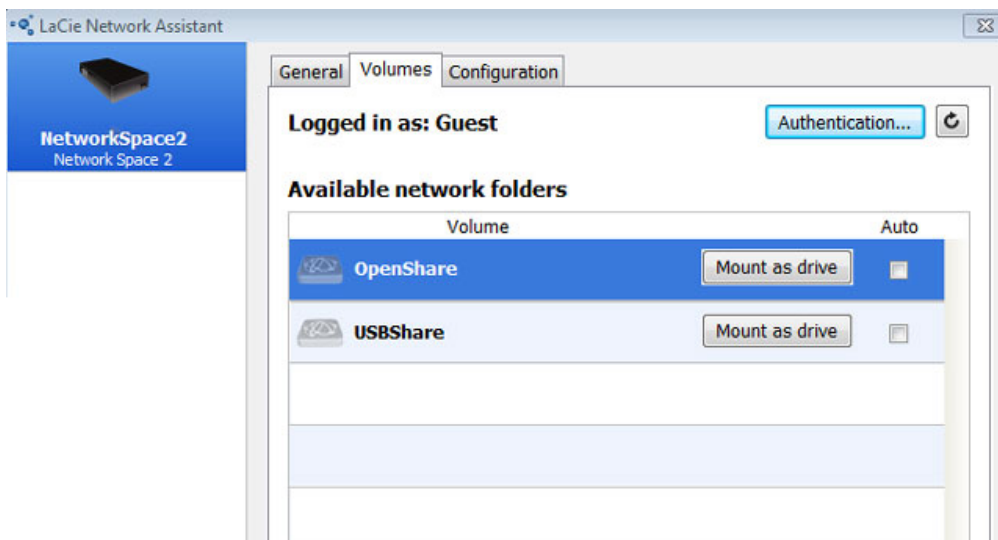 LaCie Network Assistant
NetworkSpace2
Network Space 2
General Volumes Configuration
Logged in as: Guest Authentication...
Available network folders
Volume Auto
OpenShare Mount as drive
USBShare Mount as drive